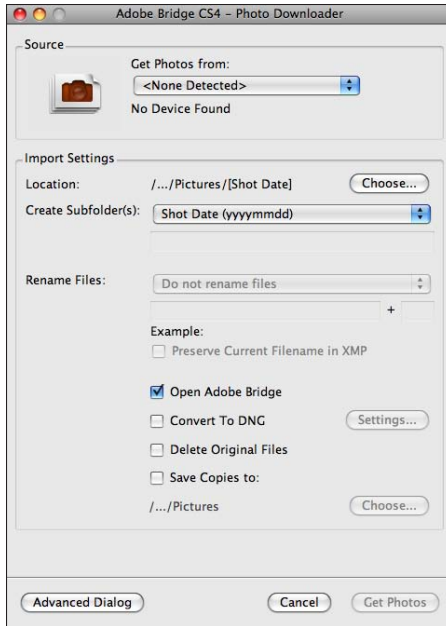 Adobe Bridge CS4 – Photo Downloader
Source
Get Photos from:
<None Detected>
No Device Found
Import Settings
Location: /.../Pictures/[Shot Date] Choose...
Create Subfolder(s): Shot Date (yyyymmdd)
Rename Files: Do not rename files
+
Example:
Preserve Current Filename in XMP
Open Adobe Bridge
Convert To DNG Settings...
Delete Original Files
Save Copies to:
/.../Pictures Choose...
Advanced Dialog Cancel Get Photos